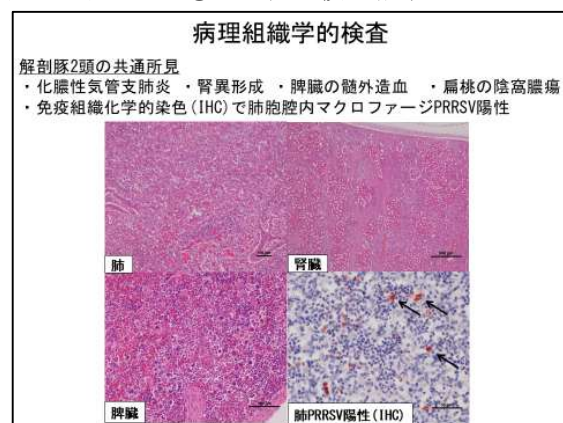 病理組織学的検査
解剖豚2頭の共通所見
・化膿性気管支肺炎 ・腎異形成 ・脾臓の髄外造血 ・扁桃の陰窩膿瘍
・免疫組織化学的染色(IHC)で肺胞腔内マクロファージPRRSV陽性
肺
腎臓
脾臓
肺PRRSV陽性(IHC)